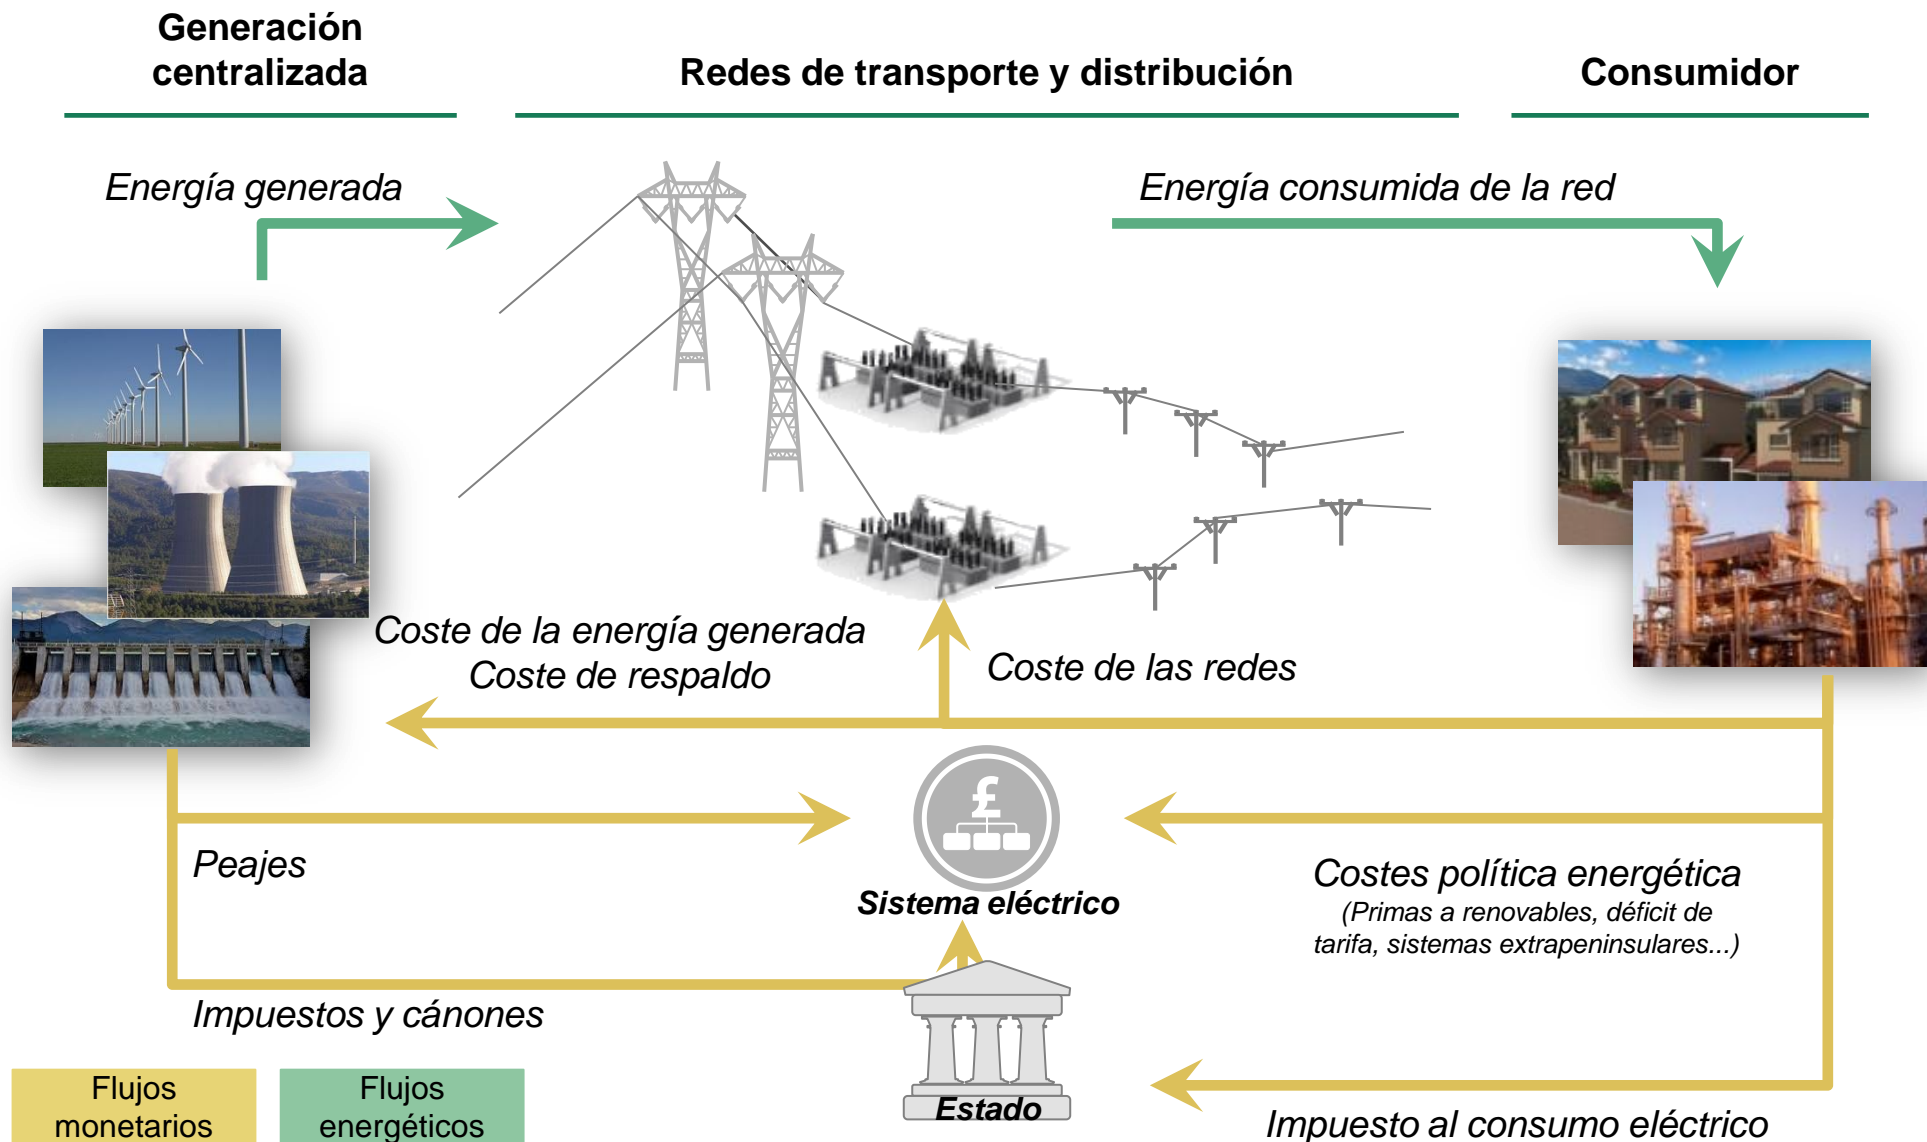 Generación
centralizada
Redes de transporte y distribución
Consumidor
Energía generada
Energía consumida de la red
Coste de la energía generada
Coste de respaldo
Coste de las redes
£
Peajes
Sistema eléctrico
Costes política energética
(Primas a renovables, déficit de
tarifa, sistemas extrapeninsulares...)
Impuestos y cánones
Estado
Impuesto al consumo eléctrico
Flujos
monetarios
Flujos
energéticos